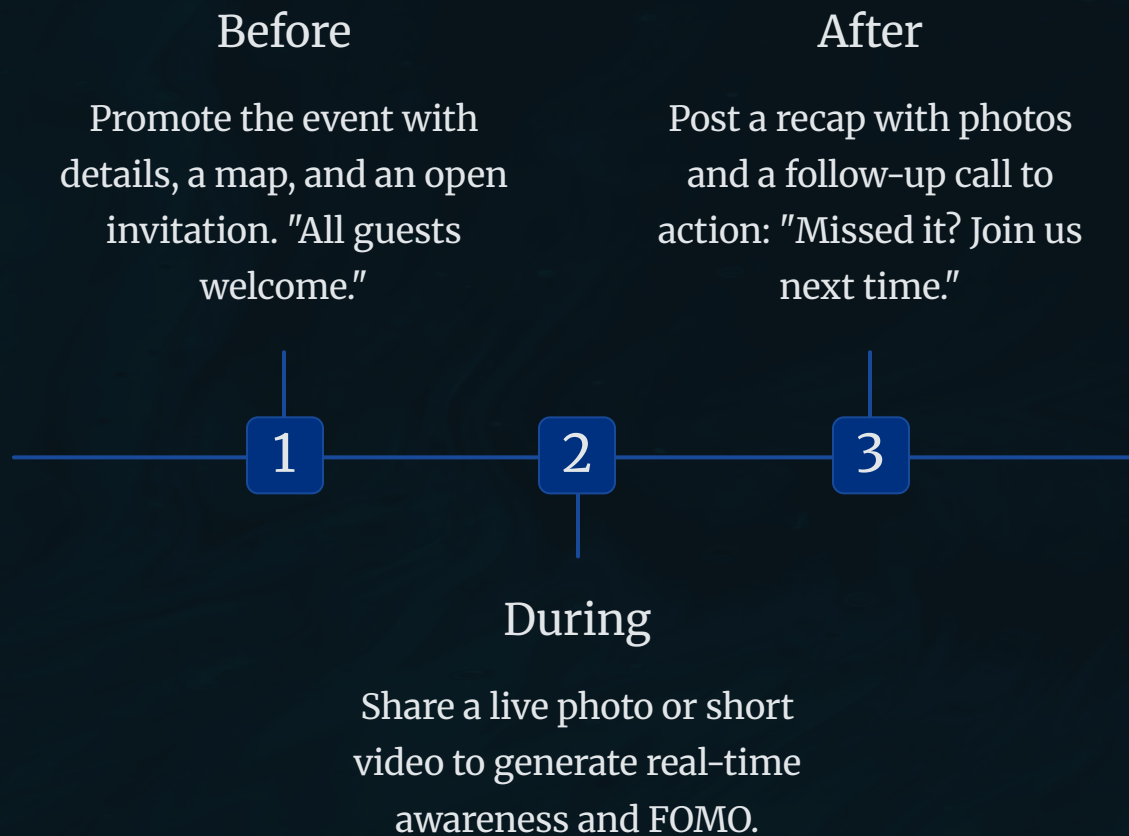 Before
Promote the event with
details, a map, and an open
invitation. "All guests
welcome."
1
2
During
Share a live photo or short
video to generate real-time
awareness and FOMO.
After
Post a recap with photos
and a follow-up call to
action: "Missed it? Join us
next time."
3